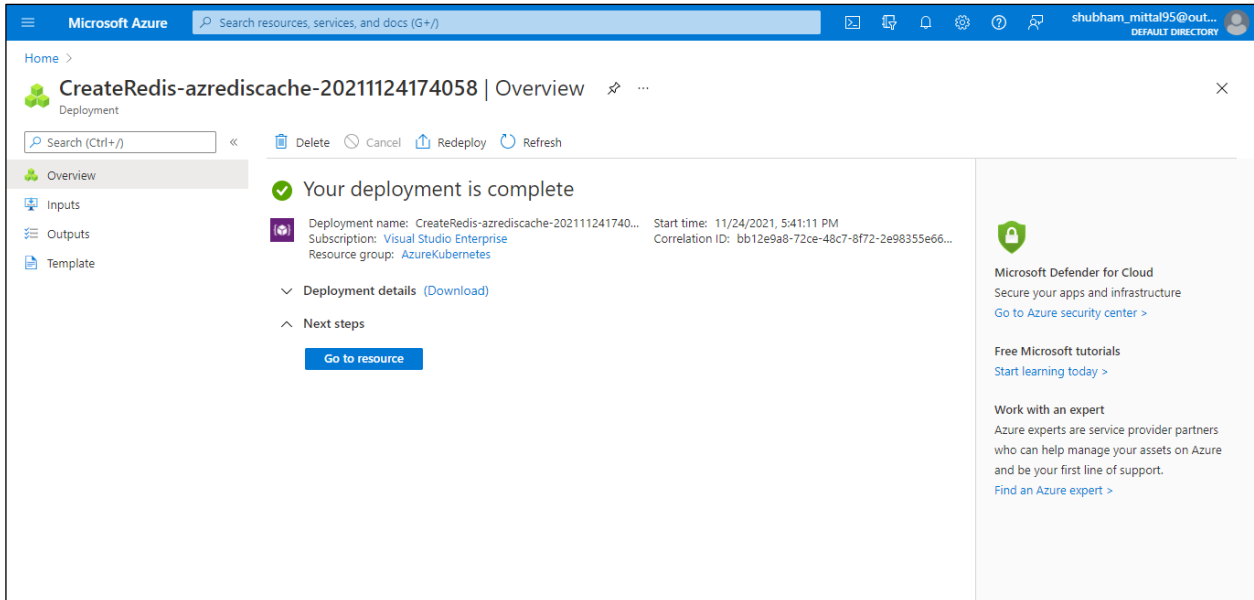 Microsoft Azure
Search resources, services, and docs (G+/)
shubham_mittal95@out...
DEFAULT DIRECTORY
Home >
CreateRedis-azrediscache-20211124174058 | Overview
Deployment
Search (Ctrl+/)
«
Delete Cancel Redeploy Refresh
Overview
Inputs
Outputs
Template
Your deployment is complete
Deployment name: CreateRedis-azrediscache-202111241740...
Subscription: Visual Studio Enterprise
Resource group: AzureKubernetes
Start time: 11/24/2021, 5:41:11 PM
Correlation ID: bb12e9a8-72ce-48c7-8f72-2e98355e66...
Deployment details (Download)
Next steps
Go to resource
Microsoft Defender for Cloud
Secure your apps and infrastructure
Go to Azure security center >
Free Microsoft tutorials
Start learning today >
Work with an expert
Azure experts are service provider partners
who can help manage your assets on Azure
and be your first line of support.
Find an Azure expert >